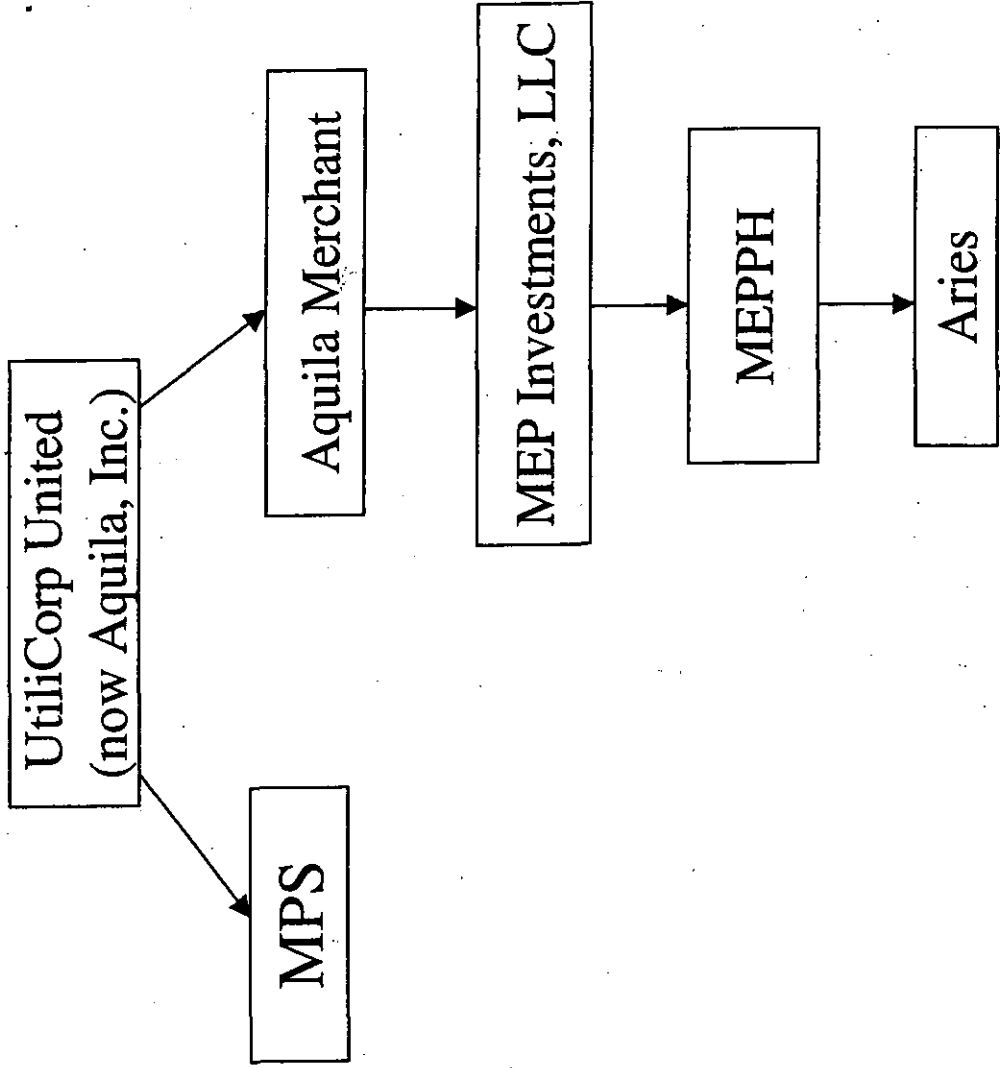 UtiliCorp United
(now Aquila, Inc.)
MPS
Aquila Merchant
MEP Investments, LLC
MEPPH
Aries